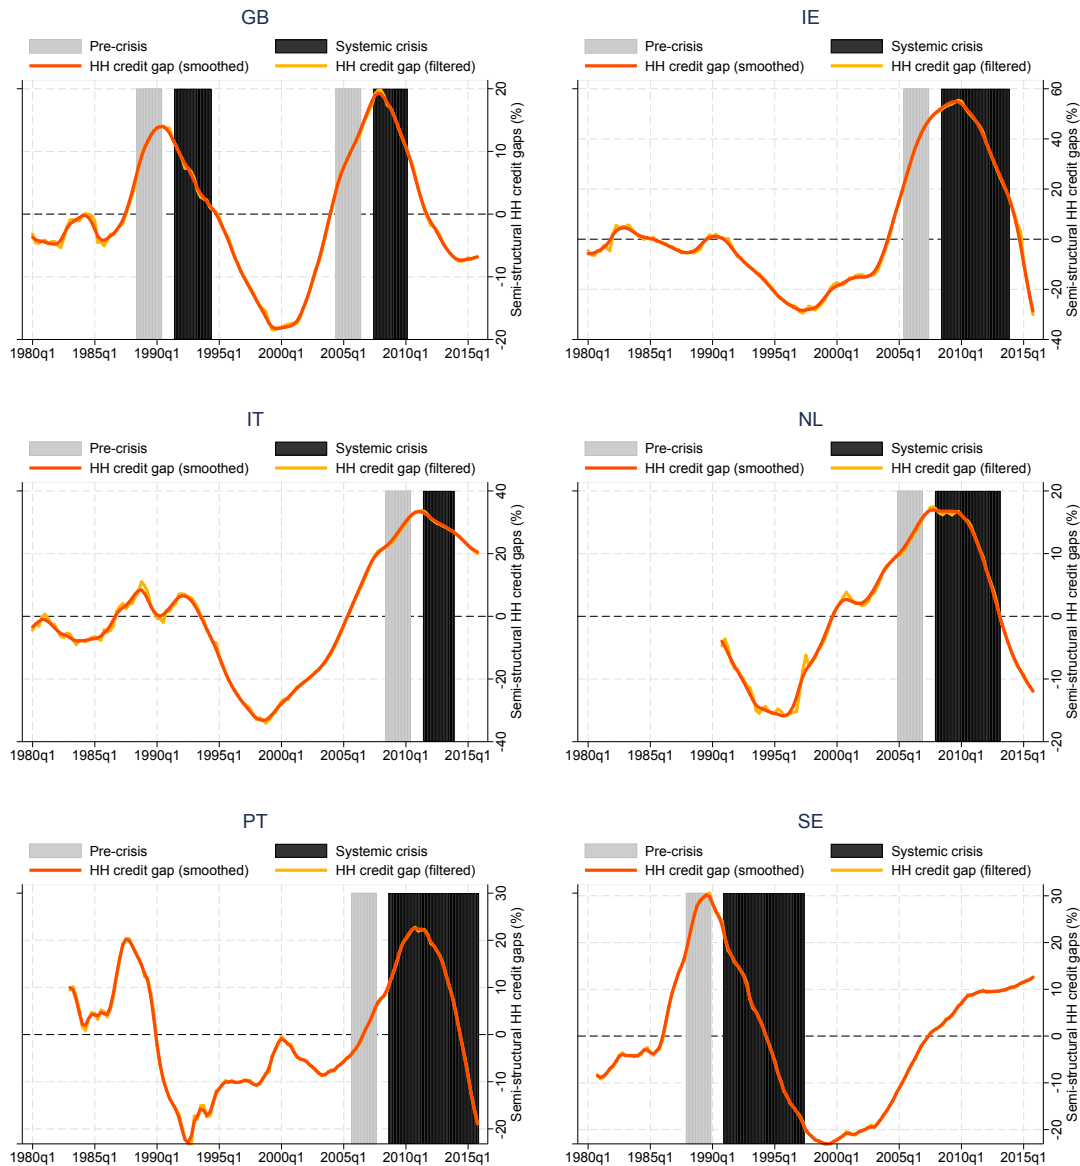 GB
Pre-crisis
Systemic crisis
HH credit gap (smoothed)
HH credit gap (filtered)
20
10
0
-10
-20
Semi-structural HH credit gaps (%)
1980q1 1985q1 1990q1 1995q1 2000q1 2005q1 2010q1 2015q1
IE
Pre-crisis
Systemic crisis
HH credit gap (smoothed)
HH credit gap (filtered)
60
40
20
0
-20
-40
Semi-structural HH credit gaps (%)
1980q1 1985q1 1990q1 1995q1 2000q1 2005q1 2010q1 2015q1
IT
Pre-crisis
Systemic crisis
HH credit gap (smoothed)
HH credit gap (filtered)
40
20
0
-20
-40
Semi-structural HH credit gaps (%)
1980q1 1985q1 1990q1 1995q1 2000q1 2005q1 2010q1 2015q1
NL
Pre-crisis
Systemic crisis
HH credit gap (smoothed)
HH credit gap (filtered)
20
10
0
-10
-20
Semi-structural HH credit gaps (%)
1980q1 1985q1 1990q1 1995q1 2000q1 2005q1 2010q1 2015q1
PT
Pre-crisis
Systemic crisis
HH credit gap (smoothed)
HH credit gap (filtered)
30
20
10
0
-10
-20
Semi-structural HH credit gaps (%)
1980q1 1985q1 1990q1 1995q1 2000q1 2005q1 2010q1 2015q1
SE
Pre-crisis
Systemic crisis
HH credit gap (smoothed)
HH credit gap (filtered)
30
20
10
0
-10
-20
Semi-structural HH credit gaps (%)
1980q1 1985q1 1990q1 1995q1 2000q1 2005q1 2010q1 2015q1